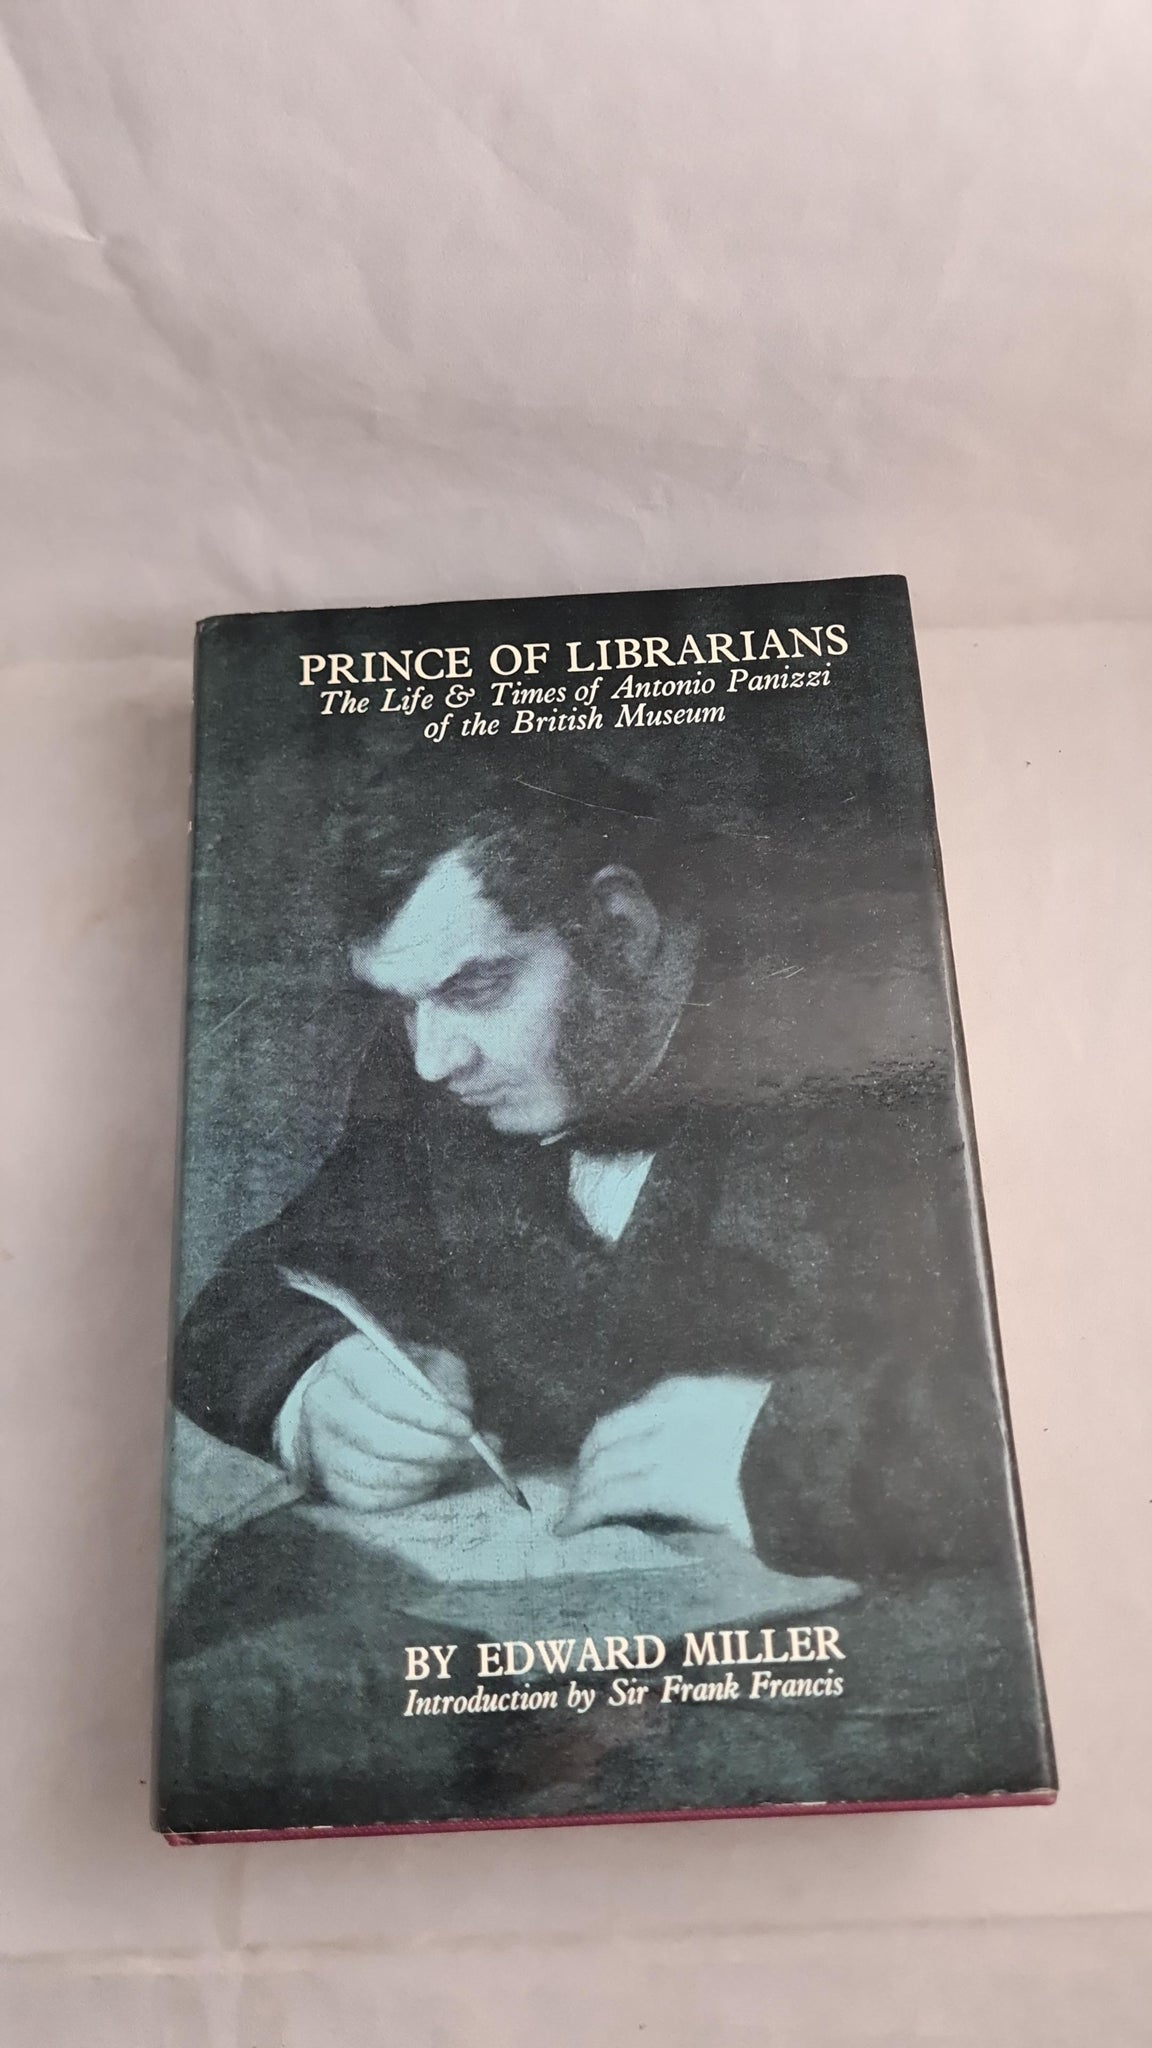 PRINCE OF LIBRARIANS
The Life & Times of Antonio Panizzi
of the British Museum
BY EDWARD MILLER
Introduction by Sir Frank Francis